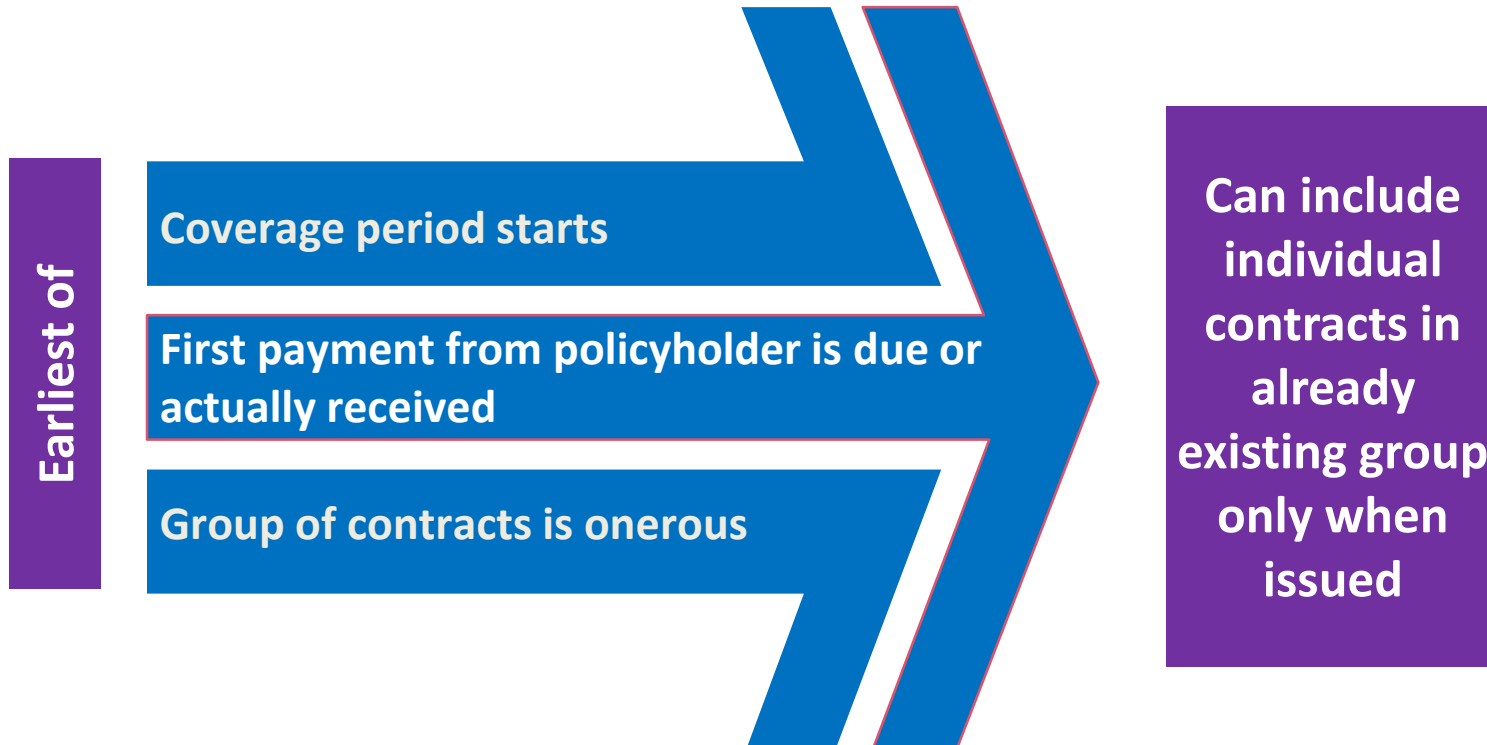 Earliest of
Coverage period starts
First payment from policyholder is due or
actually received
Group of contracts is onerous
Can include
individual
contracts in
already
existing group
only when
issued